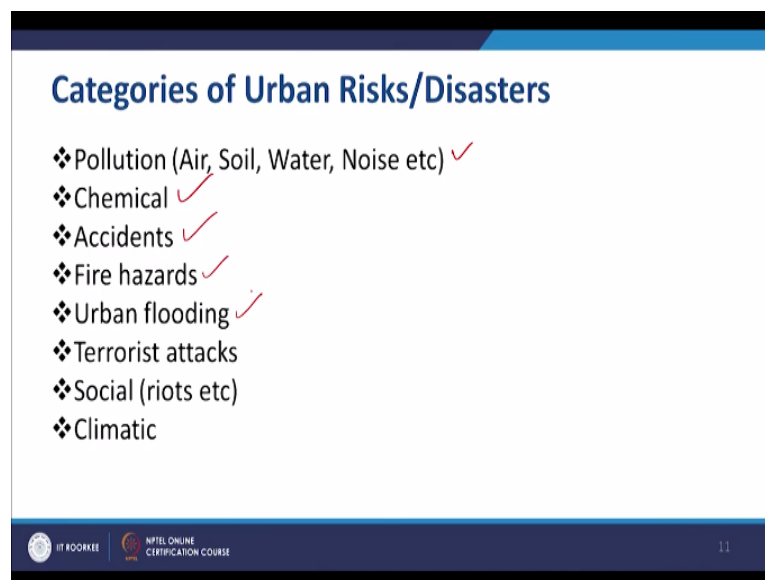 Categories of Urban Risks/Disasters
❖Pollution (Air, Soil, Water, Noise etc)
❖Chemical
❖Accidents
❖Fire hazards
❖Urban flooding
❖Terrorist attacks
❖Social (riots etc)
❖Climatic
IIT ROORKEE
NPTEL ONLINE
CERTIFICATION COURSE
11